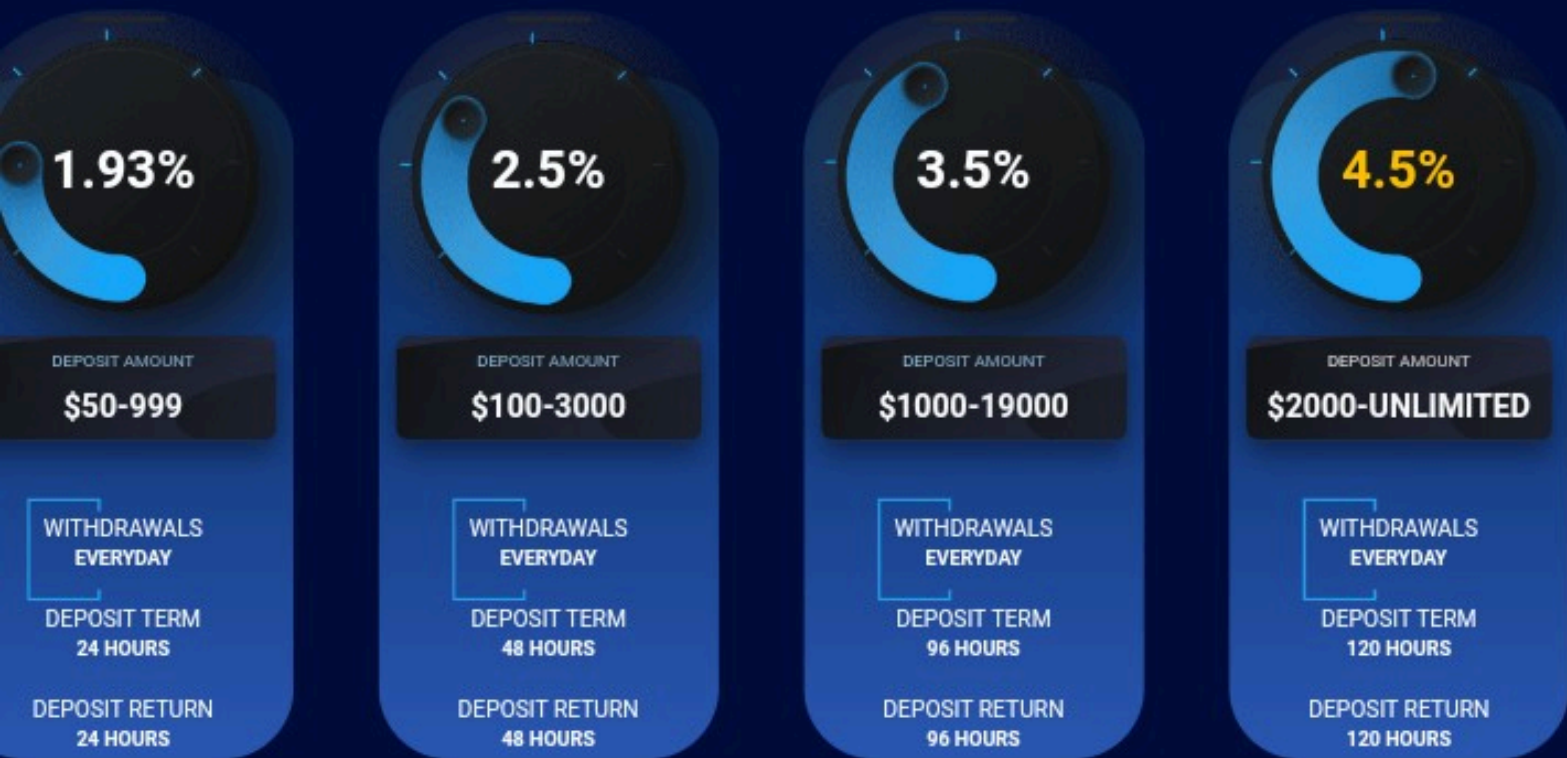 1.93%
DEPOSIT AMOUNT
$50-999
WITHDRAWALS
EVERYDAY
DEPOSIT TERM
24 HOURS
DEPOSIT RETURN
24 HOURS
2.5%
DEPOSIT AMOUNT
$100-3000
WITHDRAWALS
EVERYDAY
DEPOSIT TERM
48 HOURS
DEPOSIT RETURN
48 HOURS
3.5%
DEPOSIT AMOUNT
$1000-19000
WITHDRAWALS
EVERYDAY
DEPOSIT TERM
96 HOURS
DEPOSIT RETURN
96 HOURS
4.5%
DEPOSIT AMOUNT
$2000-UNLIMITED
WITHDRAWALS
EVERYDAY
DEPOSIT TERM
120 HOURS
DEPOSIT RETURN
120 HOURS